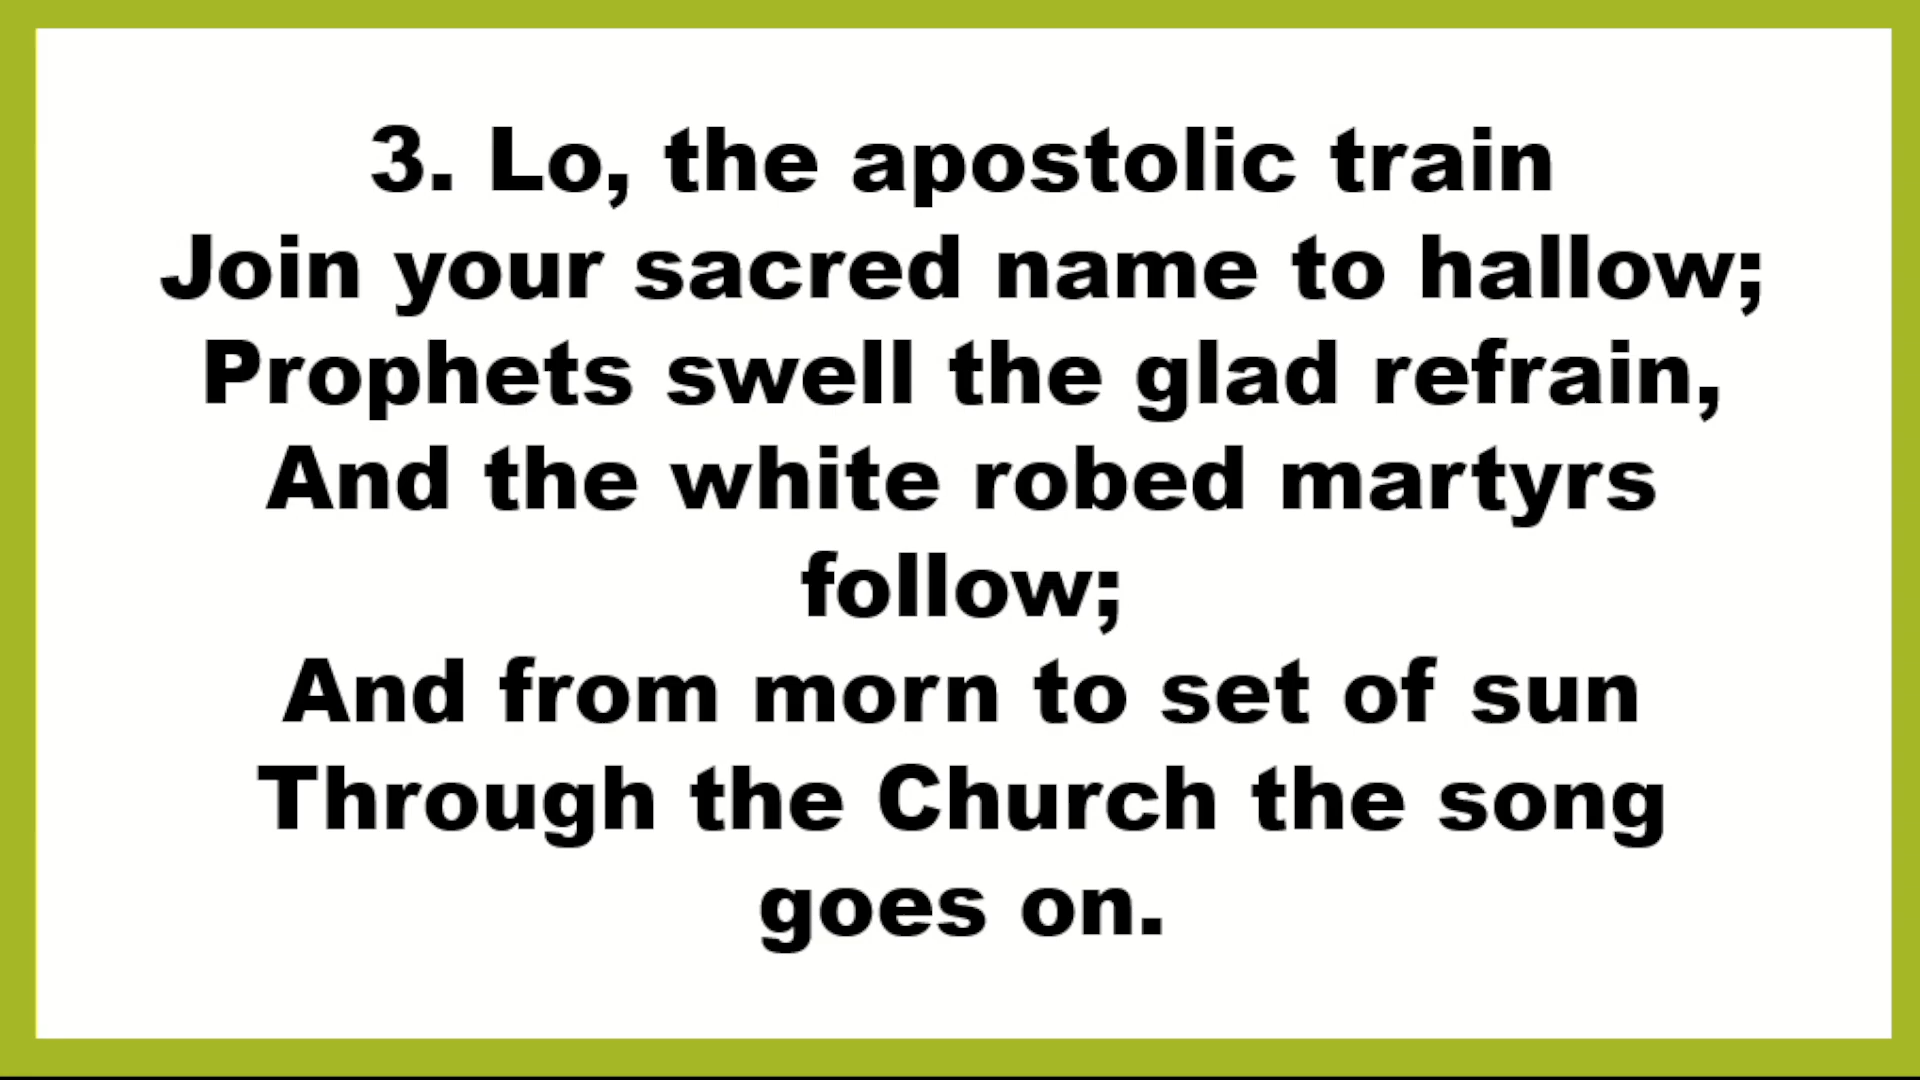 3. Lo, the apostolic train
Join your sacred name to hallow;
Prophets swell the glad refrain,
And the white robed martyrs
follow;
And from morn to set of sun
Through the Church the song
goes on.